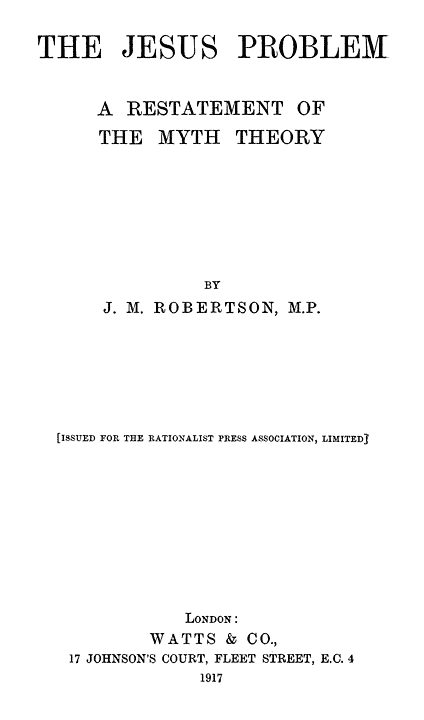 THE JESUS PROBLEM
A RESTATEMENT OF
THE MYTH THEORY
BY
J. M. ROBERTSON, M.P.
[ISSUED FOR THE RATIONALIST PRESS ASSOCIATION, LIMITED]
LONDON:
WATTS & CO.,
17 JOHNSON'S COURT, FLEET STREET, E.C. 4
1917